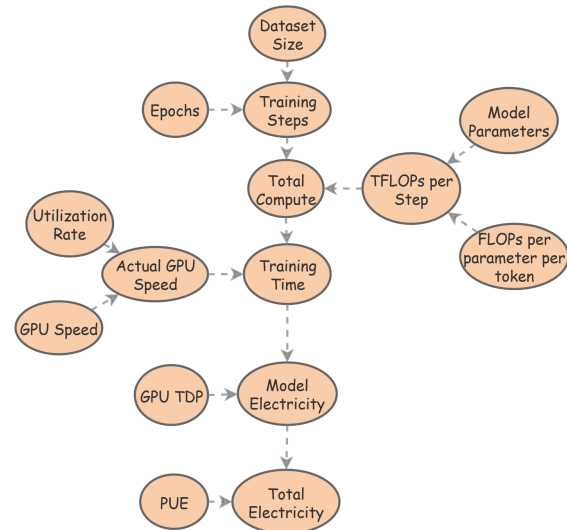 Dataset
Size
Epochs
Training
Steps
Model
Parameters
Total
Compute
TFLOPs per
Step
Utilization
Rate
FLOPs per
parameter per
token
Actual GPU
Speed
Training
Time
GPU Speed
GPU TDP
Model
Electricity
PUE
Total
Electricity